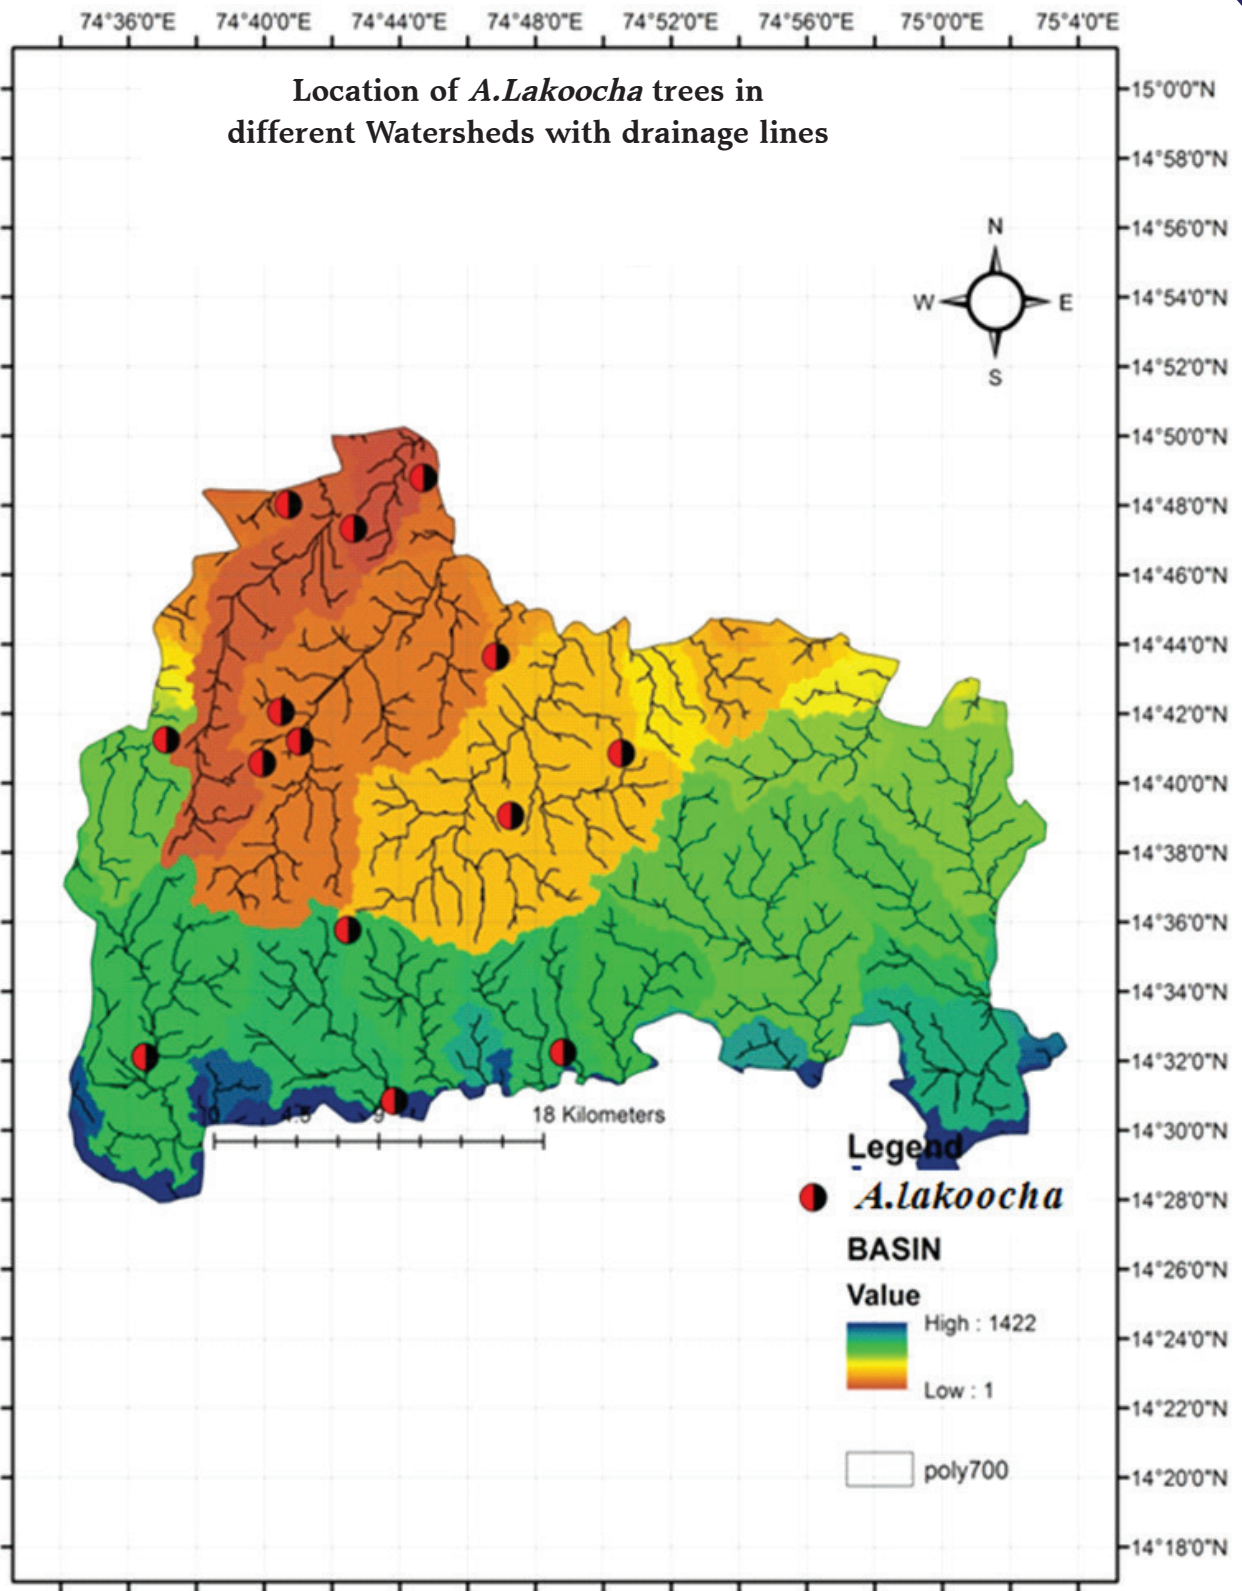 74°36'0"E 74°40'0"E 74°44'0"E 74°48'0"E 74°52'0"E 74°56'0"E 75°0'0"E 75°4'0"E
Location of A.Lakoocha trees in
different Watersheds with drainage lines
15°0'0"N
14°58'0"N
14°56'0"N
14°54'0"N
14°52'0"N
14°50'0"N
14°48'0"N
14°46'0"N
14°44'0"N
14°42'0"N
14°40'0"N
14°38'0"N
14°36'0"N
14°34'0"N
14°32'0"N
14°30'0"N
14°28'0"N
14°26'0"N
14°24'0"N
14°22'0"N
14°20'0"N
14°18'0"N
N
W E
S
0 4.5 9 18 Kilometers
Legend
A.lakoocha
BASIN
Value
High : 1422
Low : 1
poly700